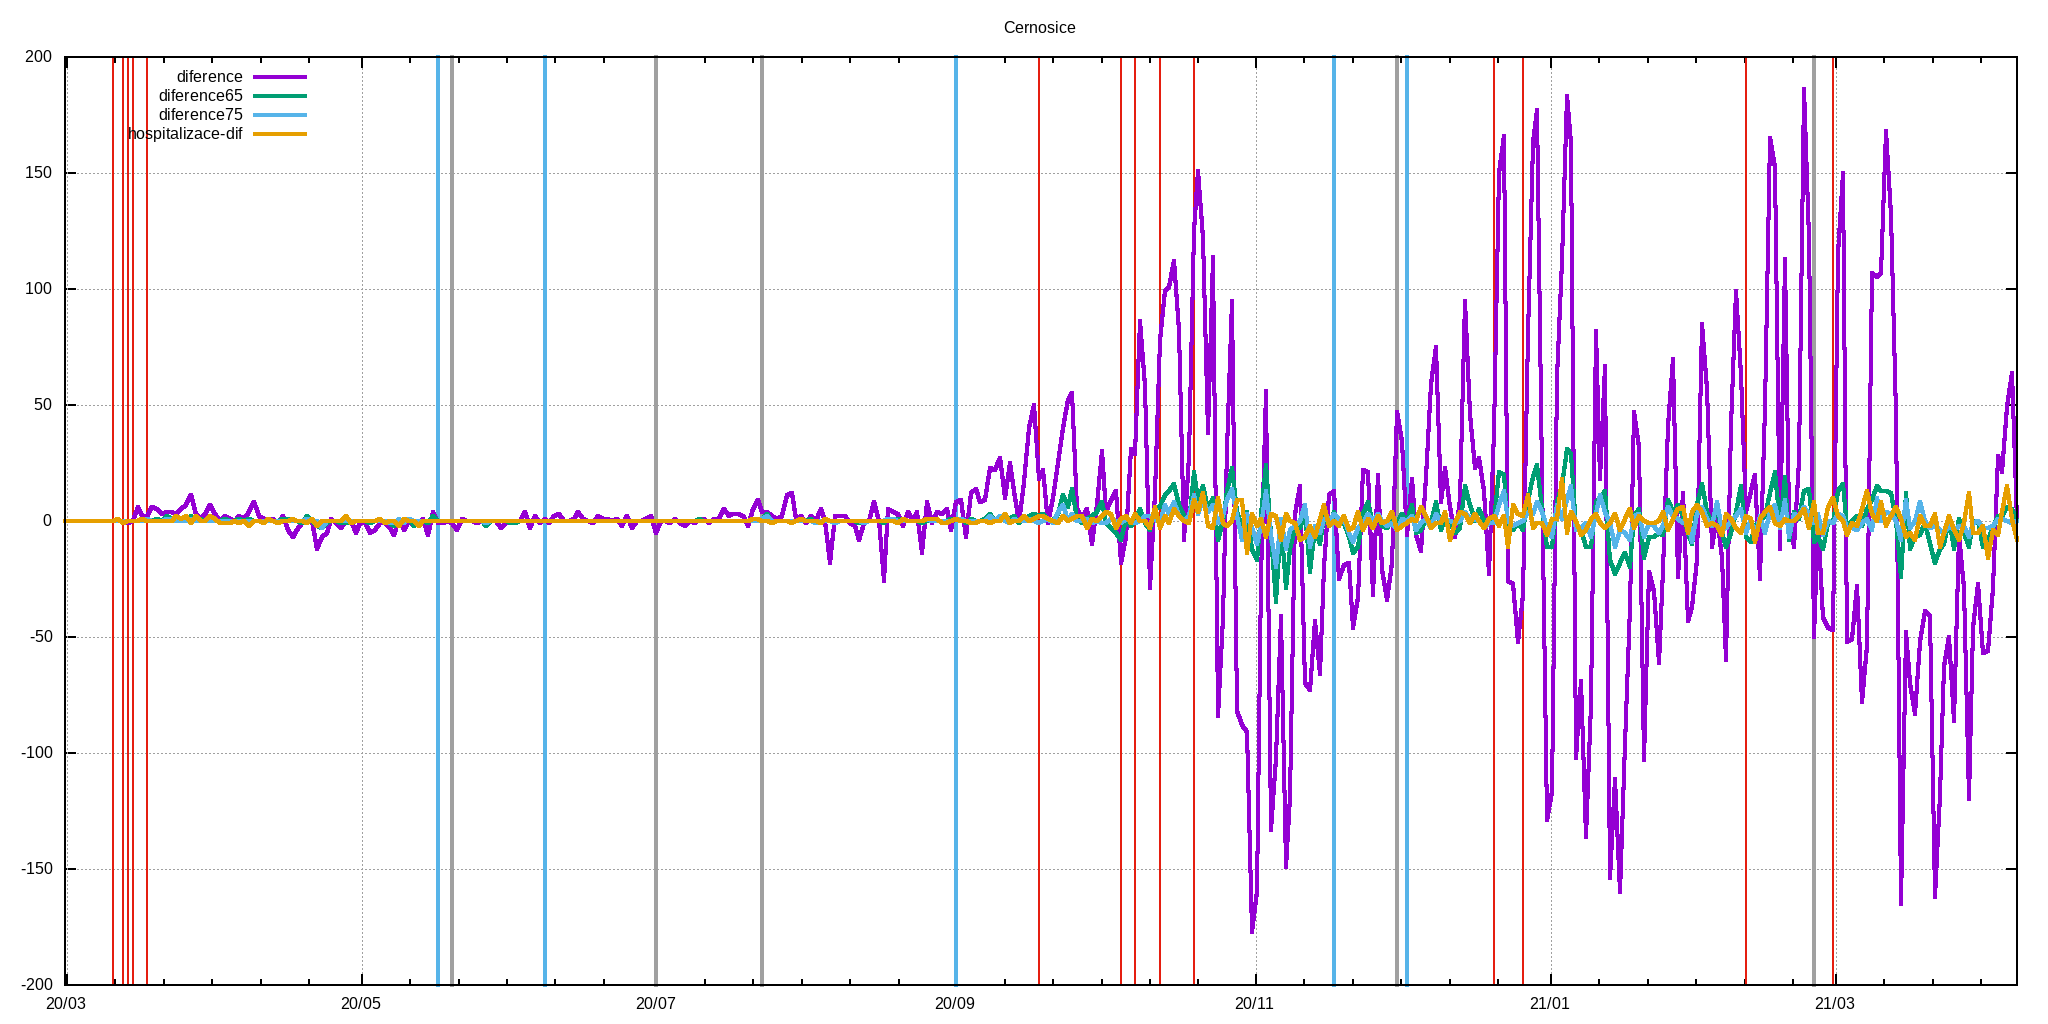 Cernosice
200
150
100
50
0
-50
-100
-150
-200
diference
diference65
diference75
hospitalizace-dif
20/03 20/05 20/07 20/09 20/11 21/01 21/03